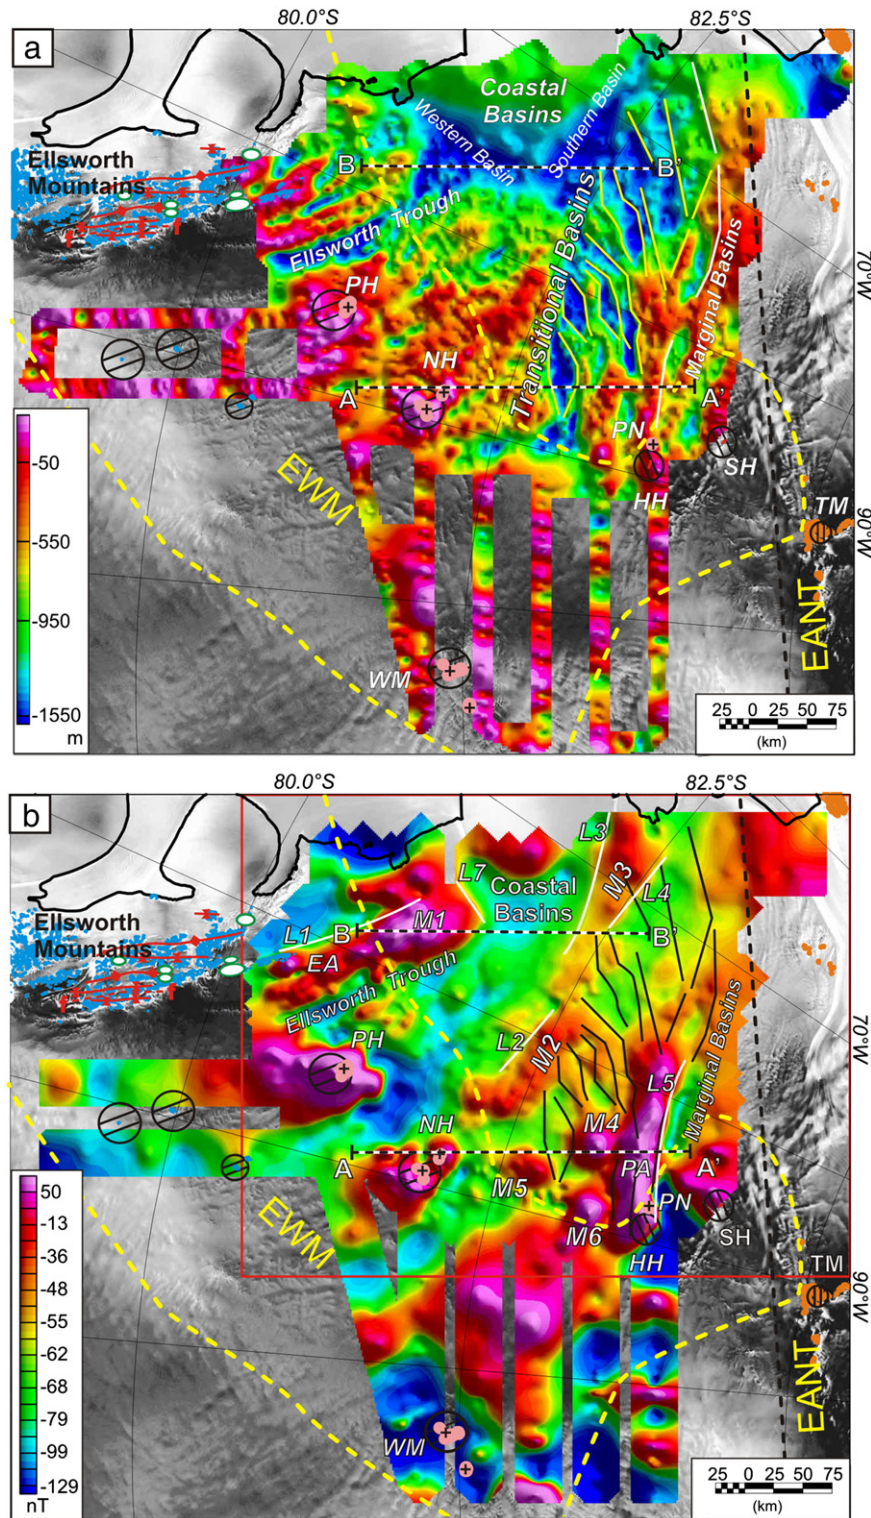 a
80.0°S
82.5°S
Coastal
Basins
Western Basin
Southern Basin
Ellsworth
Mountains
B
B'
Ellsworth Trough
Transitional Basins
Marginal Basins
70°W
PH
NH
A
A'
PN
SH
HH
TM
EWM
WM
90°W
EANT
-50
-550
-950
-1550
m
25 0 25 50 75
(km)
b
80.0°S
82.5°S
L3
L7
M3
L4
Coastal
Basins
Ellsworth
Mountains
L1
B
M1
B'
EA
Ellsworth Trough
Marginal Basins
70°W
PH
L2
M2
L5
NH
M4
A
A'
M5
PA
PN
M6
SH
HH
TM
EWM
WM
90°W
EANT
50
-13
-36
-48
-55
-62
-68
-79
-99
-129
nT
25 0 25 50 75
(km)